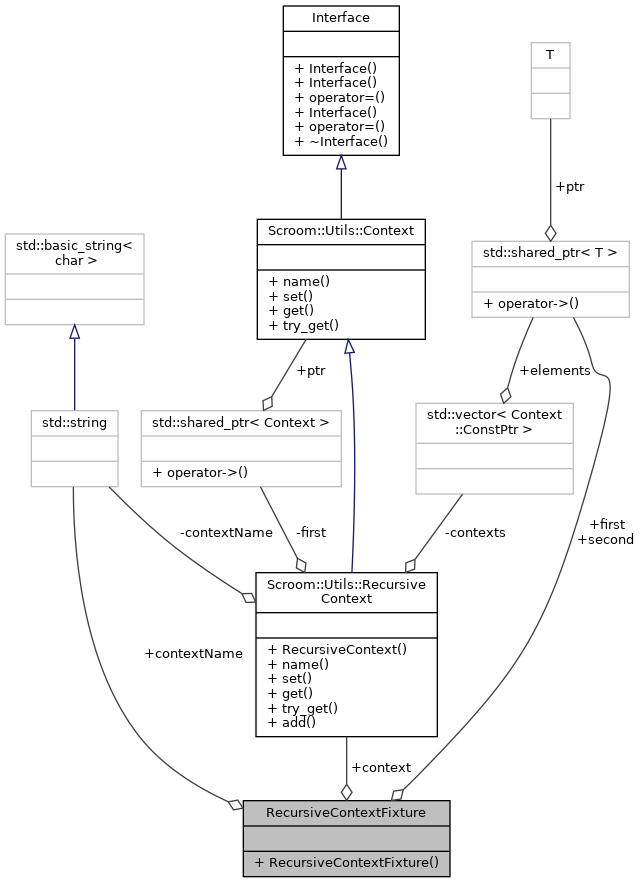 Interface
+ Interface()
+ Interface()
+ operator=()
+ Interface()
+ operator=()
+ ~Interface()
T
+ptr
Scroom::Utils::Context
+ name()
+ set()
+ get()
+ try_get()
std::basic_string<
char >
std::shared_ptr< T >
+ operator->()
+ptr
+elements
std::string
std::shared_ptr< Context >
+ operator->()
std::vector< Context
::ConstPtr >
-contextName
-first
-contexts
+first
+second
Scroom::Utils::Recursive
Context
+ RecursiveContext()
+ name()
+ set()
+ get()
+ try_get()
+ add()
+contextName
+context
RecursiveContextFixture
+ RecursiveContextFixture()